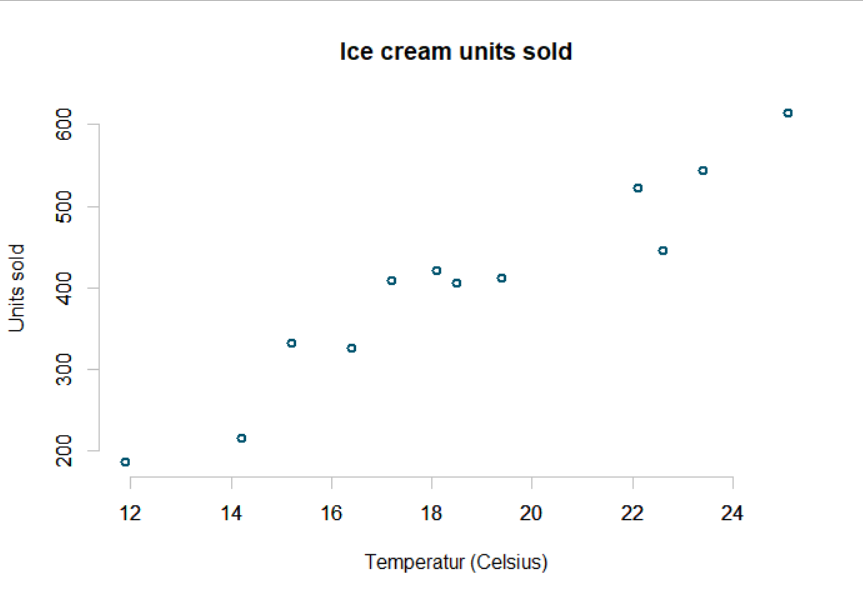 Ice cream units sold
Units sold
600
500
400
300
200
12 14 16 18 20 22 24
Temperatur (Celsius)